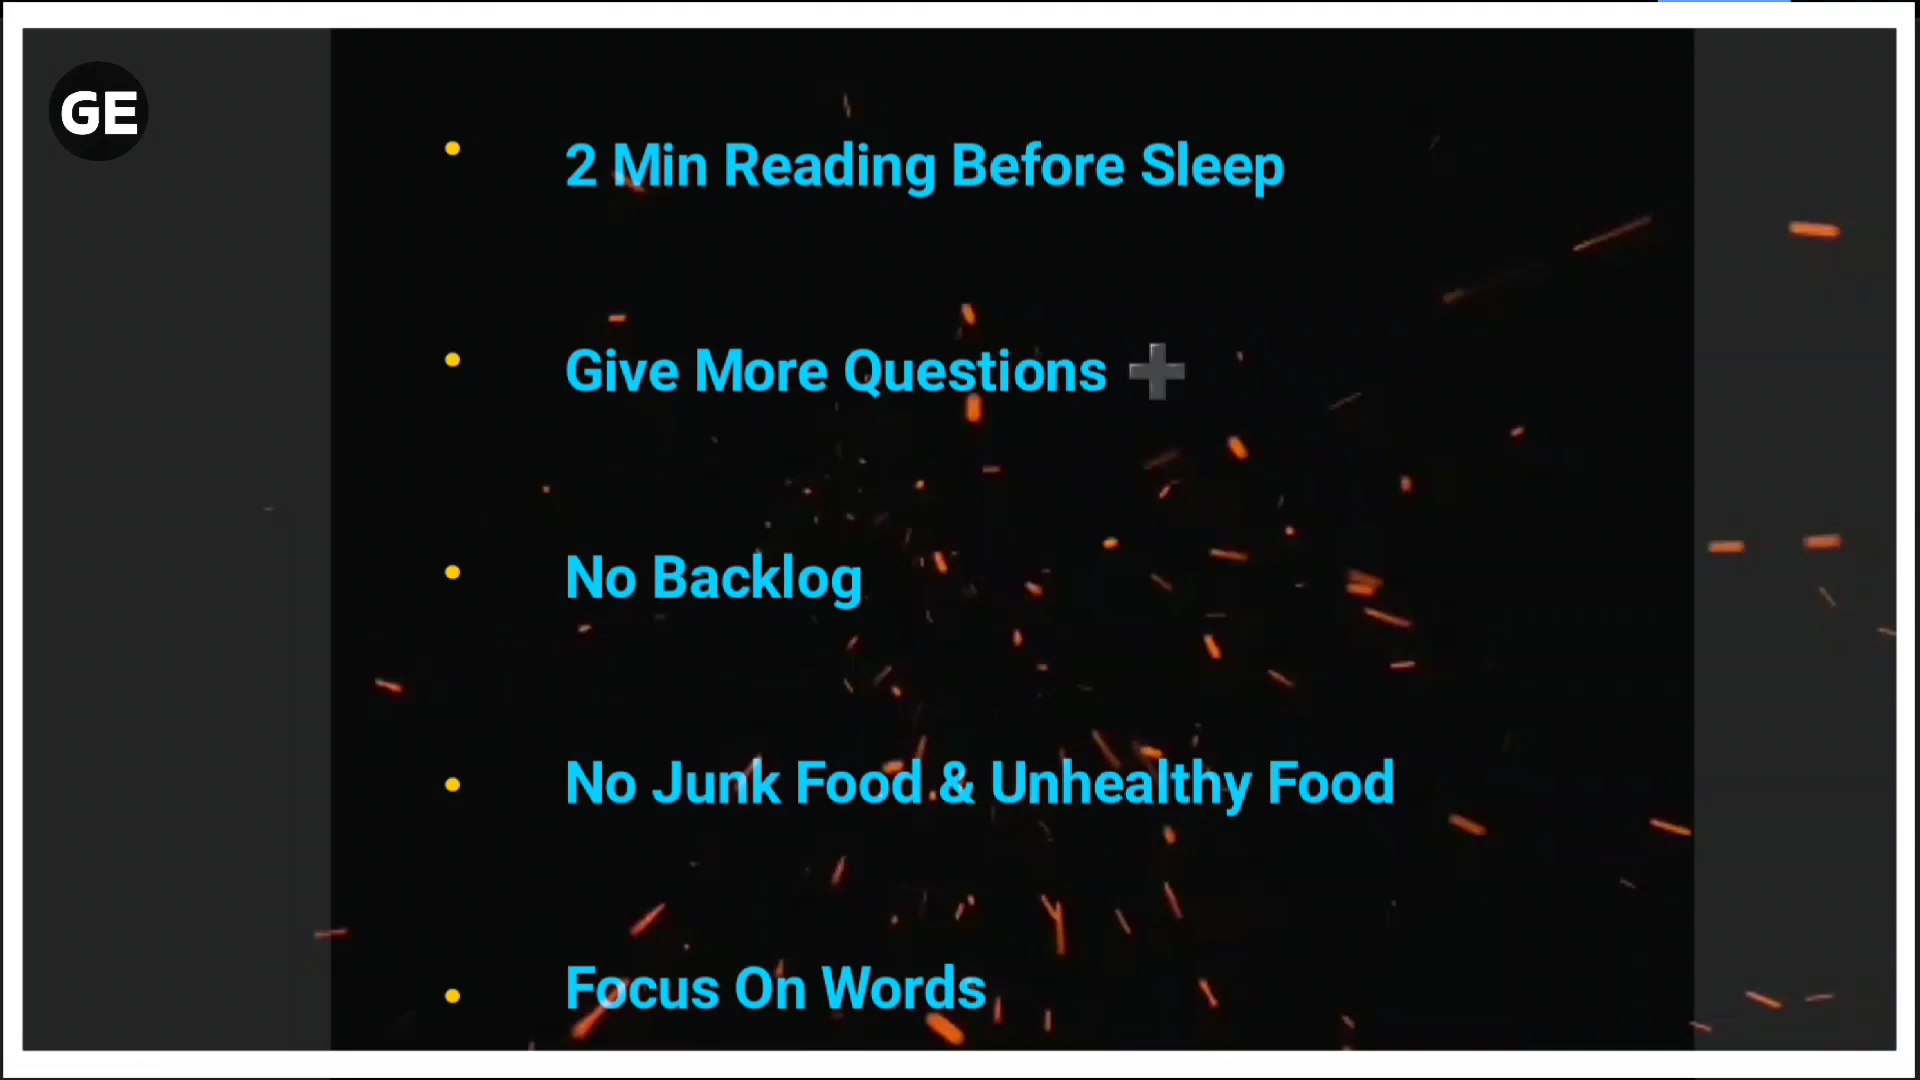 GE
2 Min Reading Before Sleep
Give More Questions ➕
No Backlog
No Junk Food & Unhealthy Food
Focus On Words